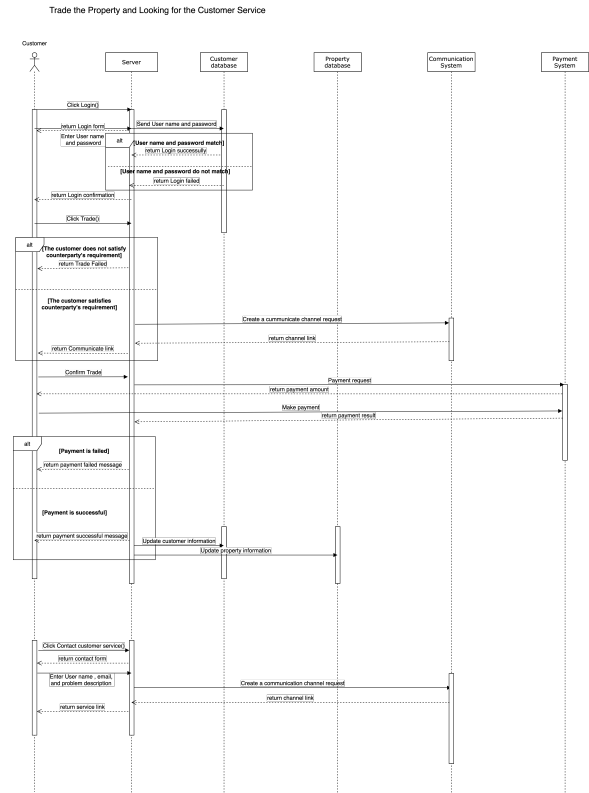 Trade the Property and Looking for the Customer Service
Customer
Server
Customer
database
Property
database
Communication
System
Payment
System
Click Login()
return Login form
Send User name and password
Enter User name
and password
alt
[User name and password match]
return Login successfully
[User name and password do not match]
return Login failed
return Login confirmation
Click Trade()
alt
[The customer does not satisfy
counterparty's requirement]
return Trade Failed
[The customer satisfies
counterparty's requirement]
Create a cummunicate channel request
return channel link
return Communicate link
Confirm Trade
Payment request
return payment amount
Make payment
return payment result
alt
[Payment is failed]
return payment failed message
[Payment is successful]
return payment successful message
Update customer information
Update property information
Click Contact customer service()
return contact form
Enter User name , email,
and problem description
Create a communication channel request
return channel link
return service link